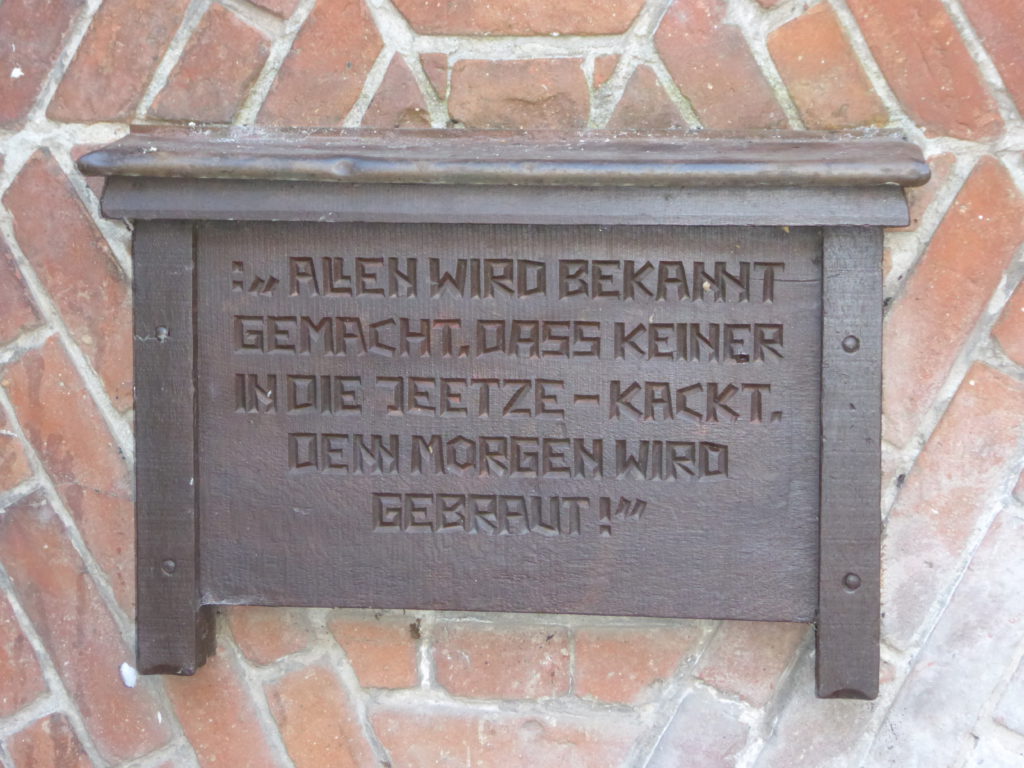 :„ ALLEN WIRD BEKANNT
GEMACHT, DASS KEINER
IN DIE JEETZE-KACKT,
DENN MORGEN WIRD
GEBRAUT!"